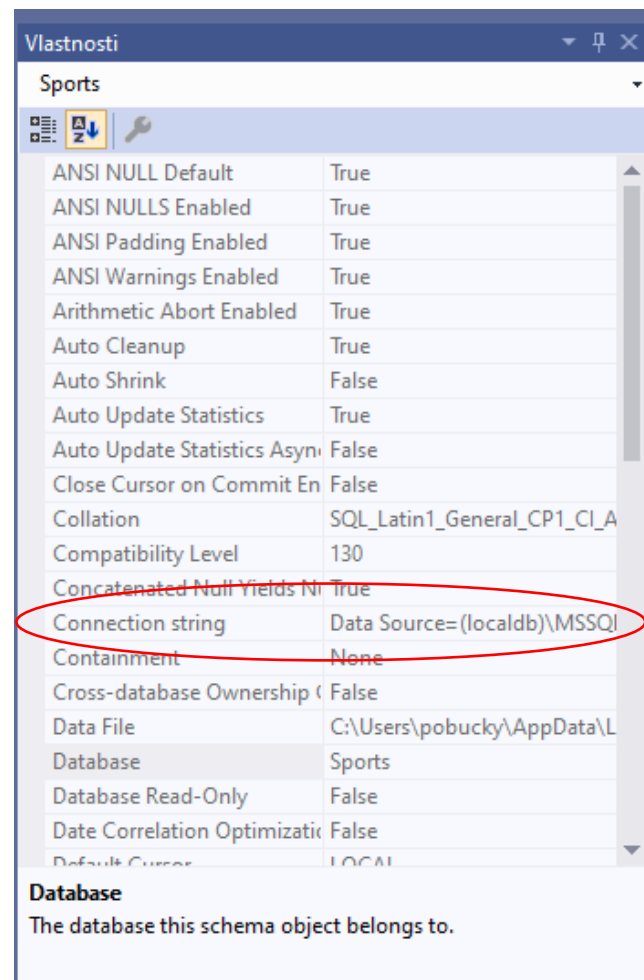 Vlastnosti
Sports
ANSI NULL Default True
ANSI NULLS Enabled True
ANSI Padding Enabled True
ANSI Warnings Enabled True
Arithmetic Abort Enabled True
Auto Cleanup True
Auto Shrink False
Auto Update Statistics True
Auto Update Statistics Asyn False
Close Cursor on Commit En False
Collation SQL_Latin1_General_CP1_CI_A
Compatibility Level 130
Concatenated Null Yields Nu True
Connection string Data Source=(localdb)\MSSQl
Containment None
Cross-database Ownership C False
Data File C:\Users\pobucky\AppData\L
Database Sports
Database Read-Only False
Date Correlation Optimizatio False
Default Cursor LOCAL
Database
The database this schema object belongs to.